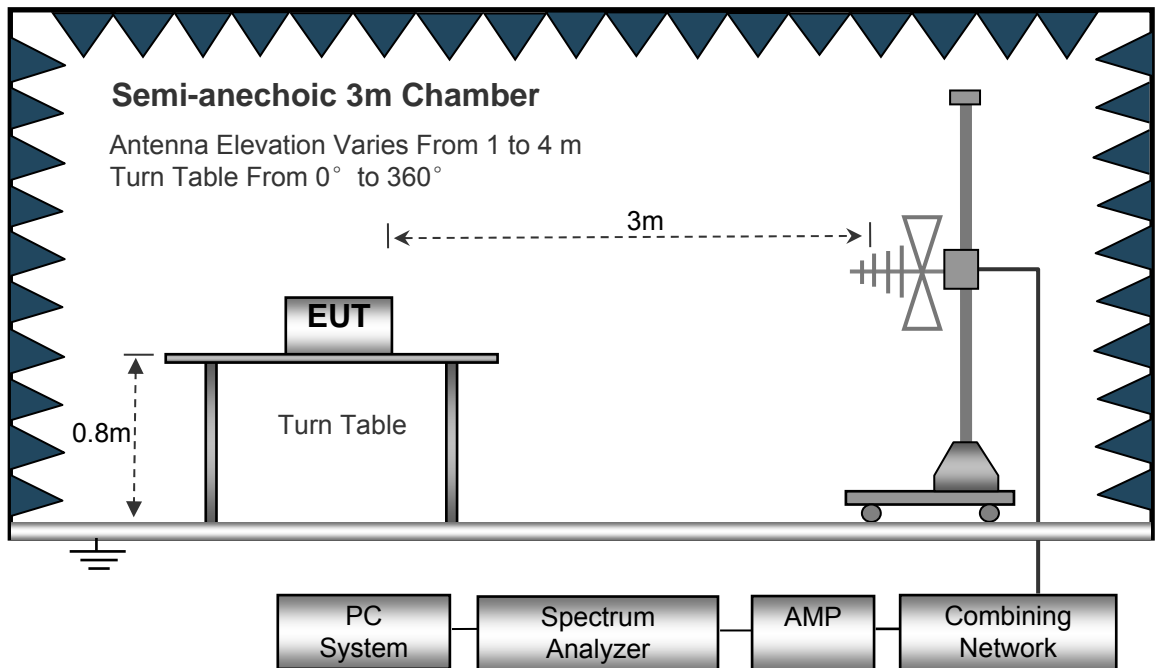 Semi-anechoic 3m Chamber
Antenna Elevation Varies From 1 to 4 m
Turn Table From 0° to 360°
3m
EUT
0.8m
Turn Table
PC
System
Spectrum
Analyzer
AMP
Combining
Network